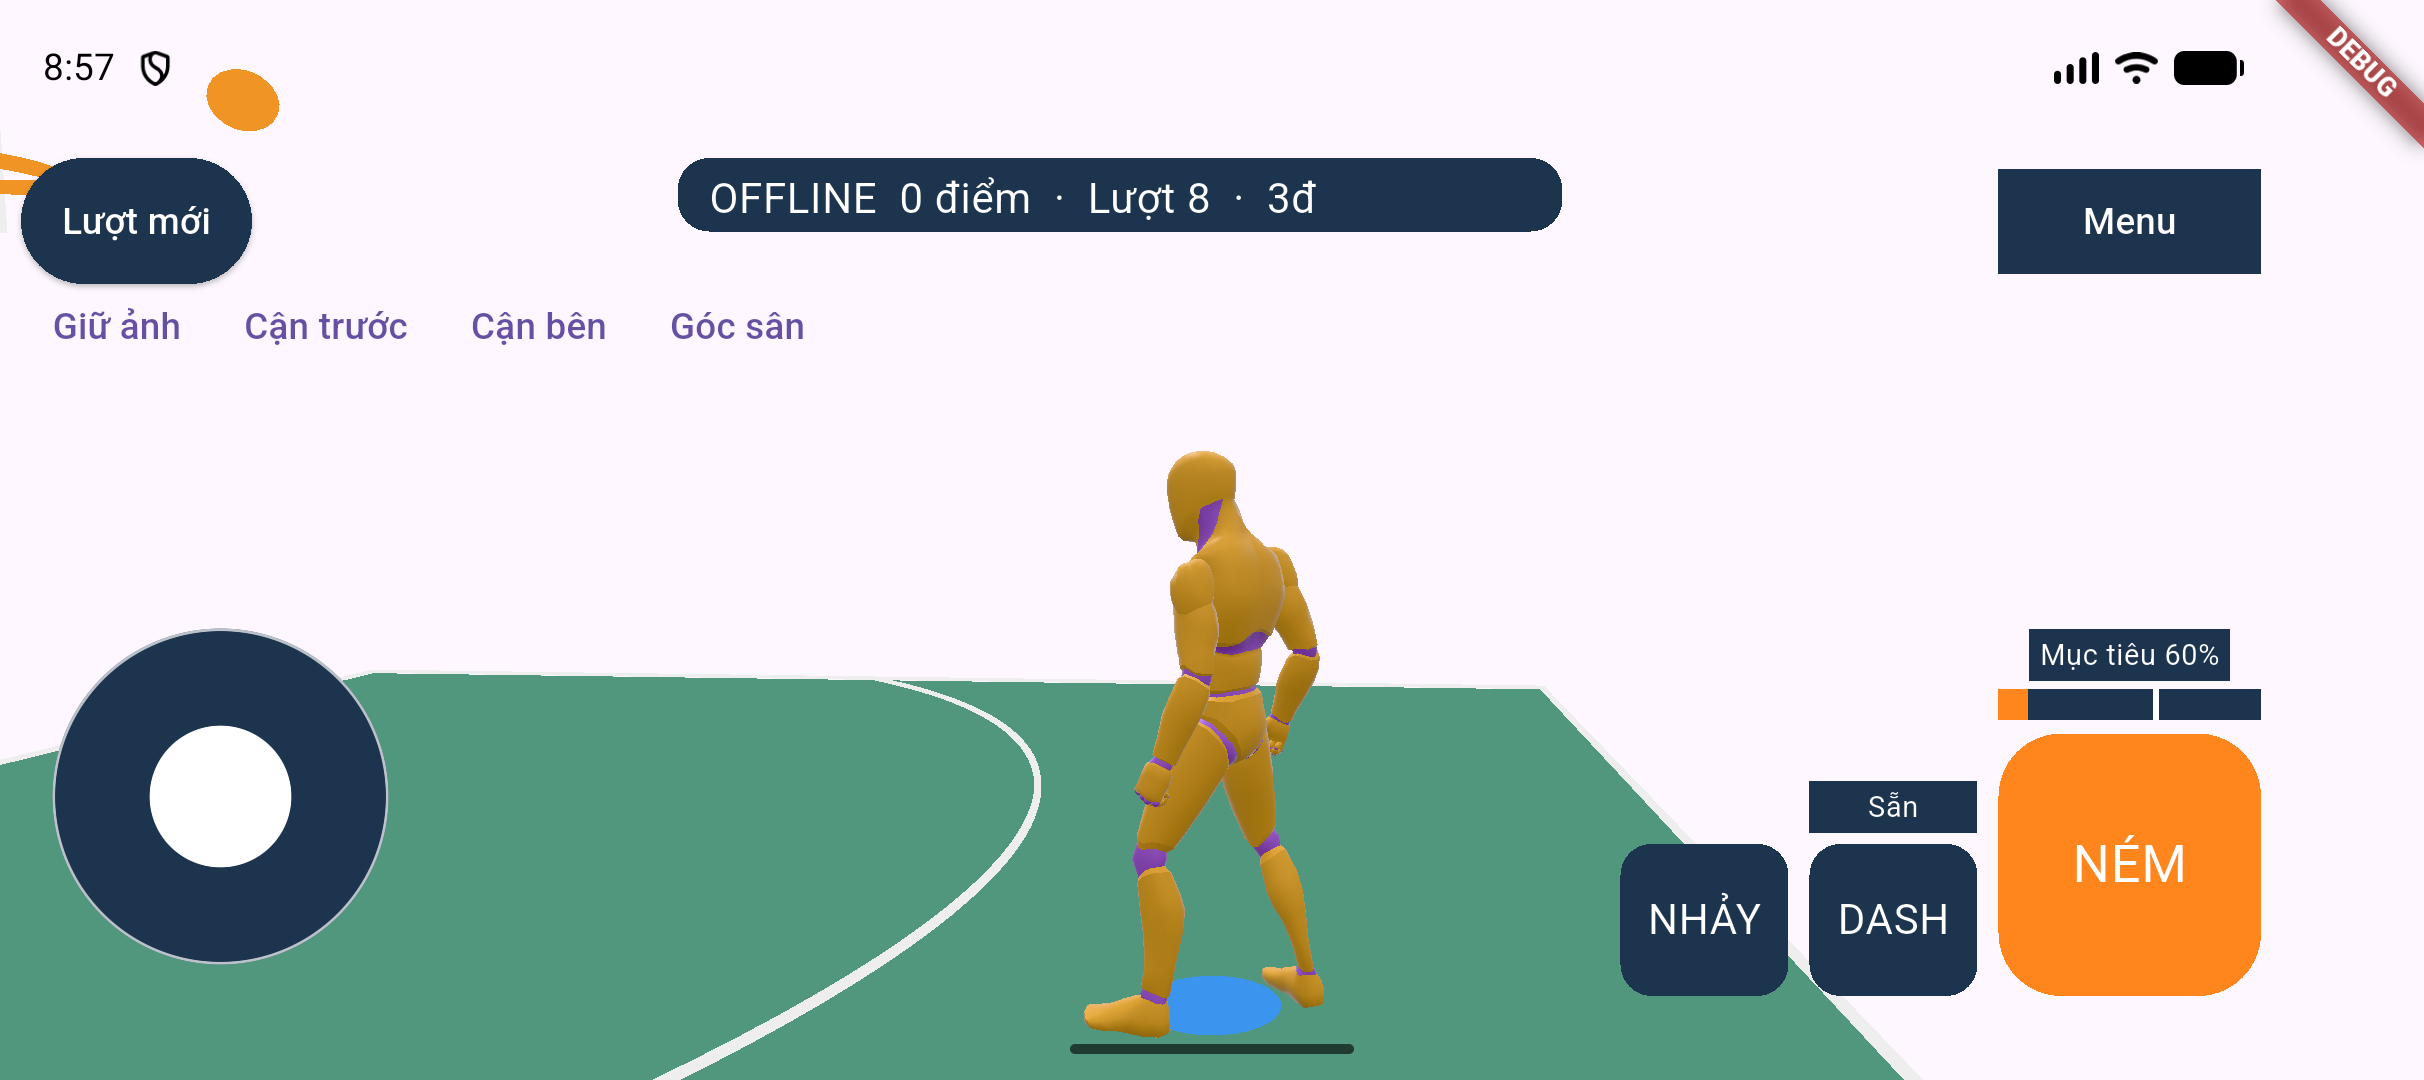 8:57
DEBUG
OFFLINE 0 điểm · Lượt 8 · 3đ
Lượt mới
Menu
Giữ ảnh Cận trước Cận bên Góc sân
Mục tiêu 60%
Sẵn
NÉM
NHẢY
DASH